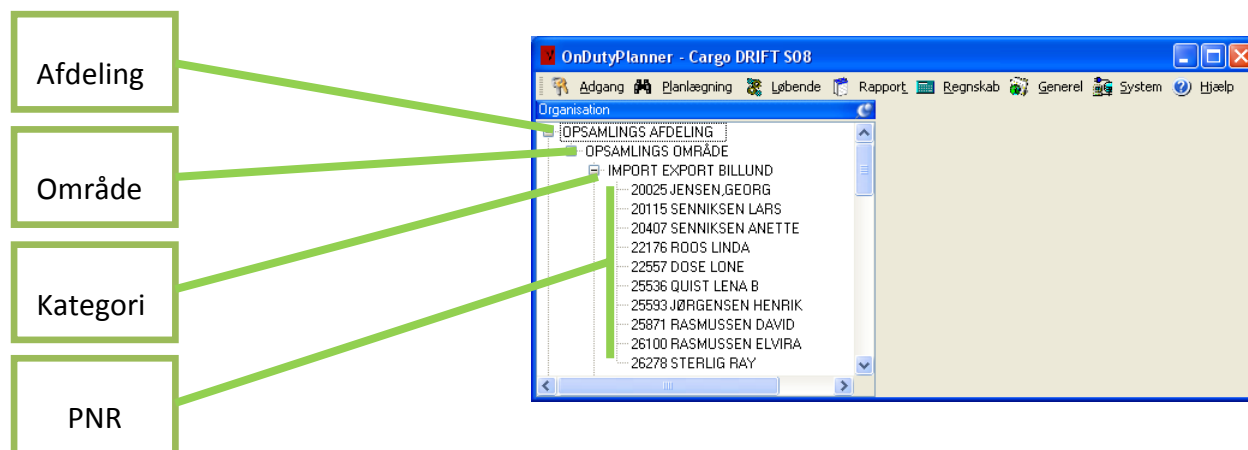 Afdeling
Område
Kategori
PNR
OnDutyPlanner - Cargo DRIFT S08
Adgang Planlægning Løbende Rapport Regnskab Generel System Hjælp
Organisation
OPSAMLINGS AFDELING
OPSAMLINGS OMRÅDE
IMPORT EXPORT BILLUND
20025 JENSEN,GEORG
20115 SENNIKSEN LARS
20407 SENNIKSEN ANETTE
22176 ROOS LINDA
22557 DOSE LONE
25536 QUIST LENA B
25593 JØRGENSEN HENRIK
25871 RASMUSSEN DAVID
26100 RASMUSSEN ELVIRA
26278 STERLIG RAY